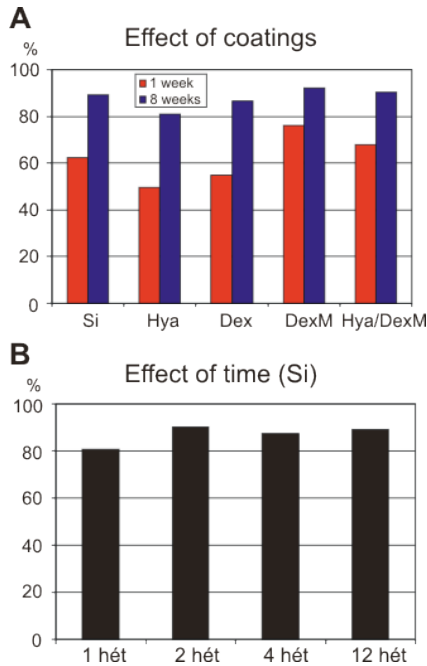 A
Effect of coatings
%
1 week
8 weeks
100
80
60
40
20
0
Si Hya Dex DexM Hya/DexM
B
Effect of time (Si)
%
100
80
60
40
20
0
1 hét 2 hét 4 hét 12 hét